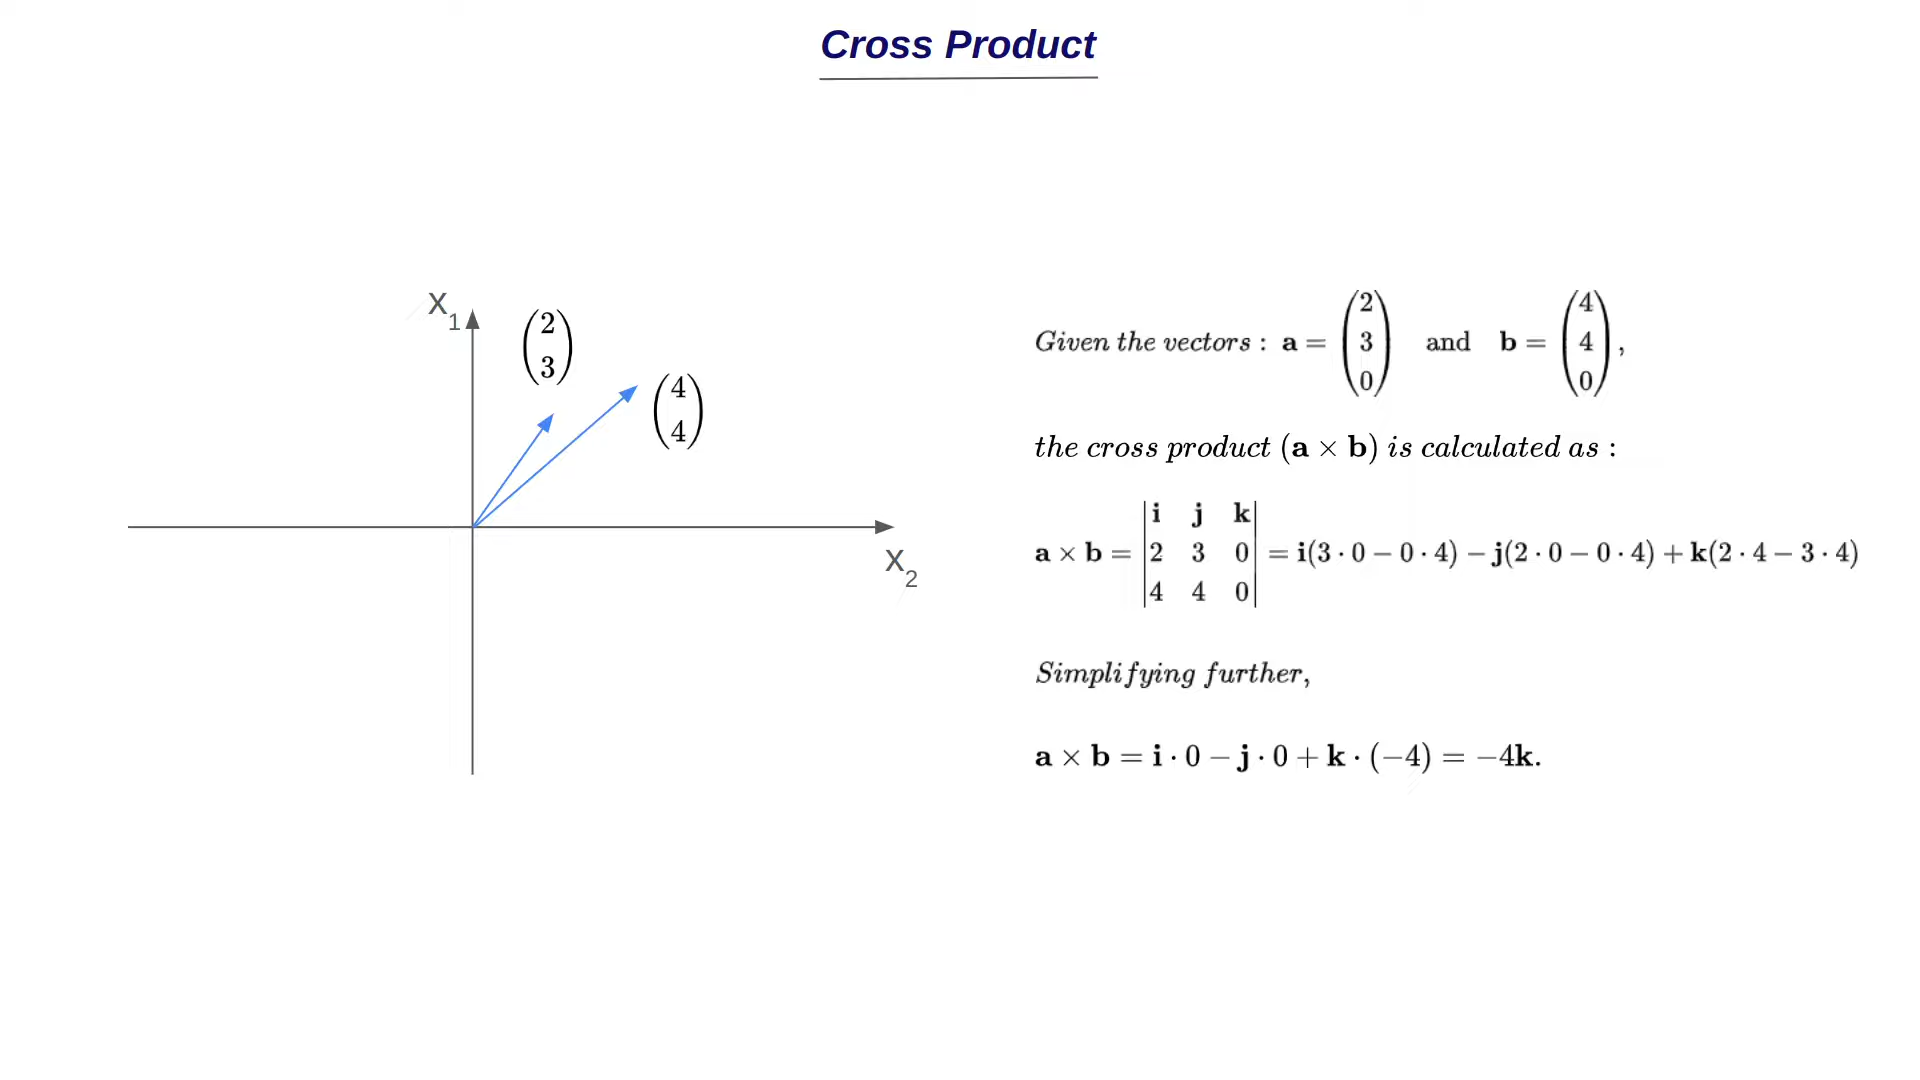 Cross Product
X₁
(2
3)
(4
4)
X₂
Given the vectors : a = (2
3
0) and b = (4
4
0),
the cross product (a × b) is calculated as :
a × b = |i j k
2 3 0
4 4 0| = i(3 · 0 − 0 · 4) − j(2 · 0 − 0 · 4) + k(2 · 4 − 3 · 4)
Simplifying further,
a × b = i · 0 − j · 0 + k · (−4) = −4k.